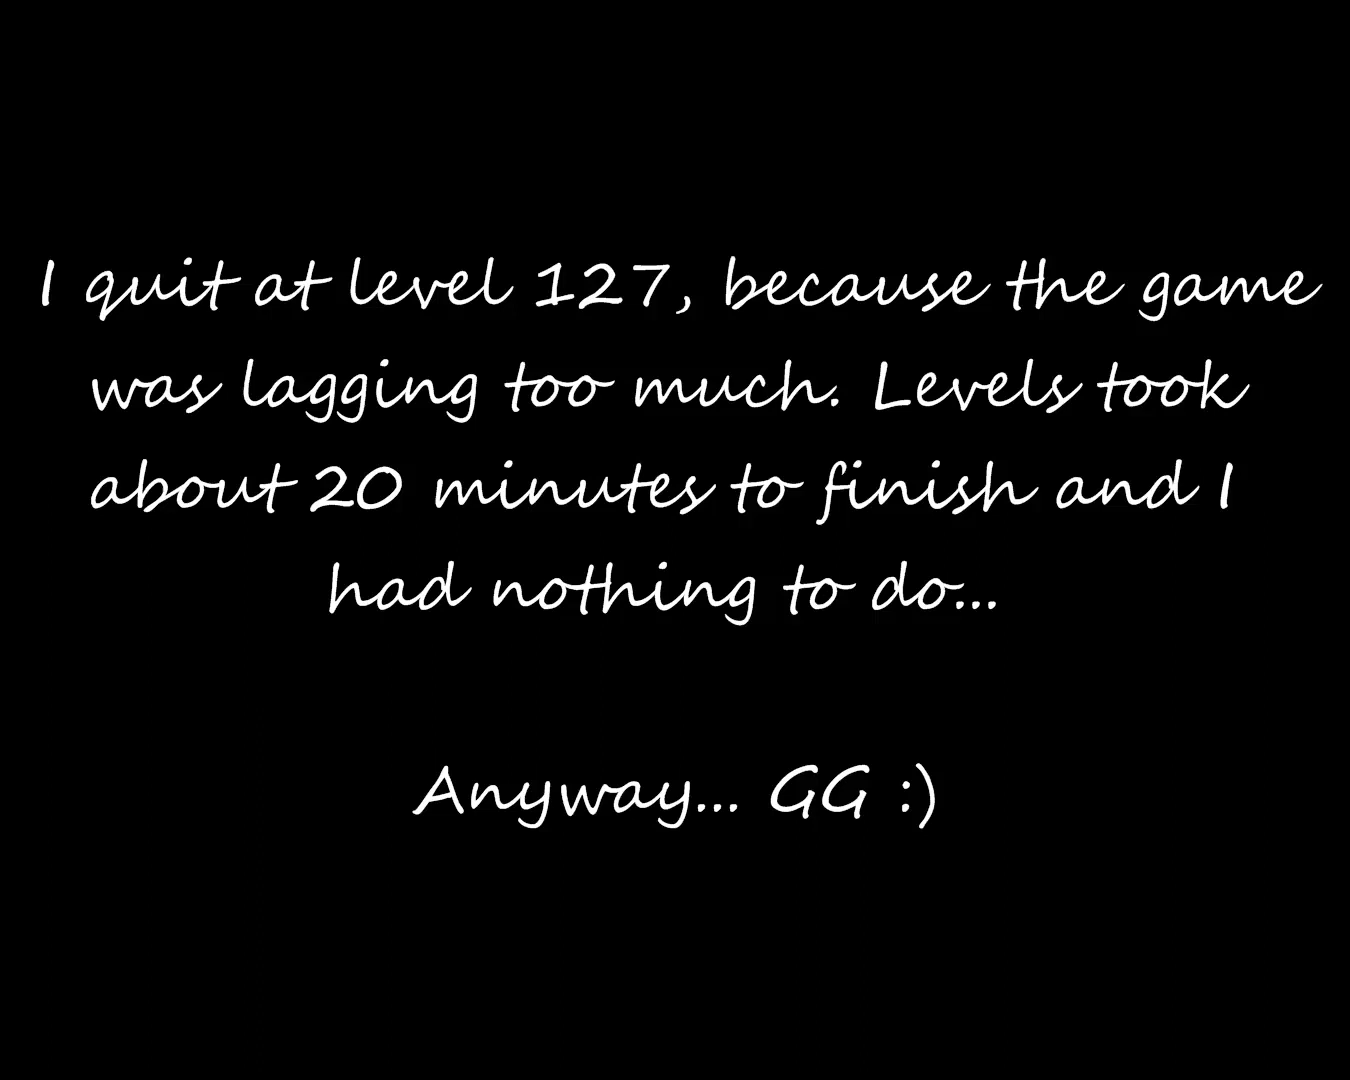 I quit at level 127, because the game
was lagging too much. Levels took
about 20 minutes to finish and I
had nothing to do...
Anyway... GG :)